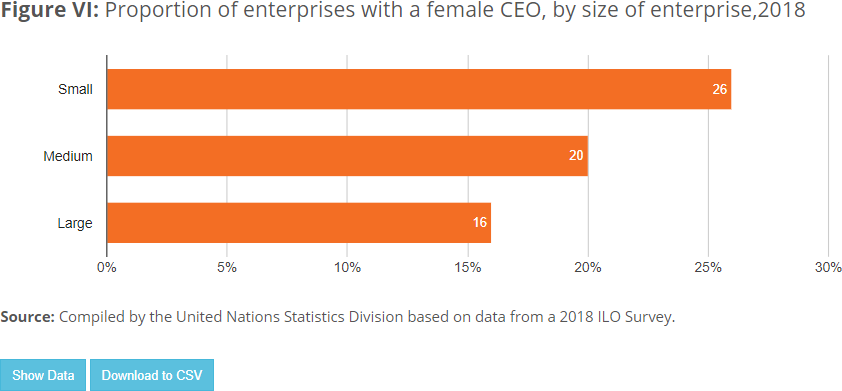 Figure VI: Proportion of enterprises with a female CEO, by size of enterprise,2018
Small 26
Medium 20
Large 16
0% 5% 10% 15% 20% 25% 30%
Source: Compiled by the United Nations Statistics Division based on data from a 2018 ILO Survey.
Show Data Download to CSV